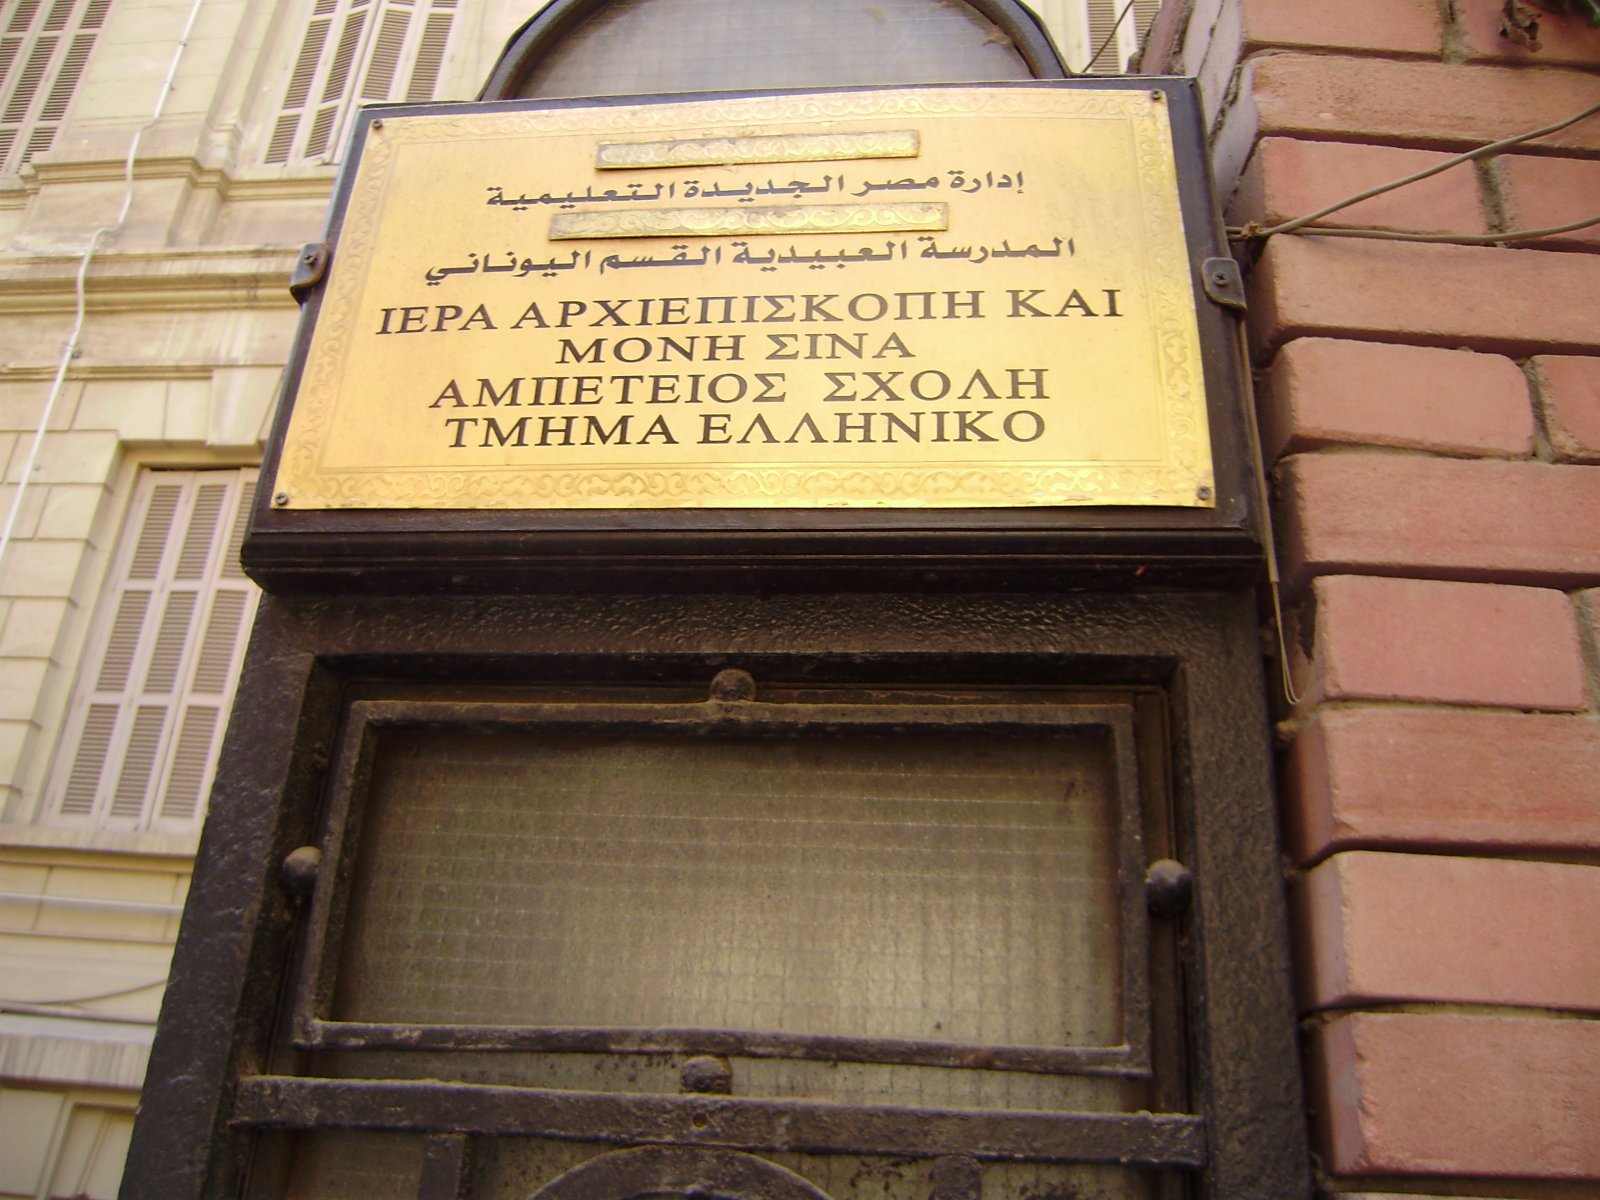 إدارة مصر الجديدة التعليمية
المدرسة العبيدية القسم اليوناني
ΙΕΡΑ ΑΡΧΙΕΠΙΣΚΟΠΗ ΚΑΙ
ΜΟΝΗ ΣΙΝΑ
ΑΜΠΕΤΕΙΟΣ ΣΧΟΛΗ
ΤΜΗΜΑ ΕΛΛΗΝΙΚΟ